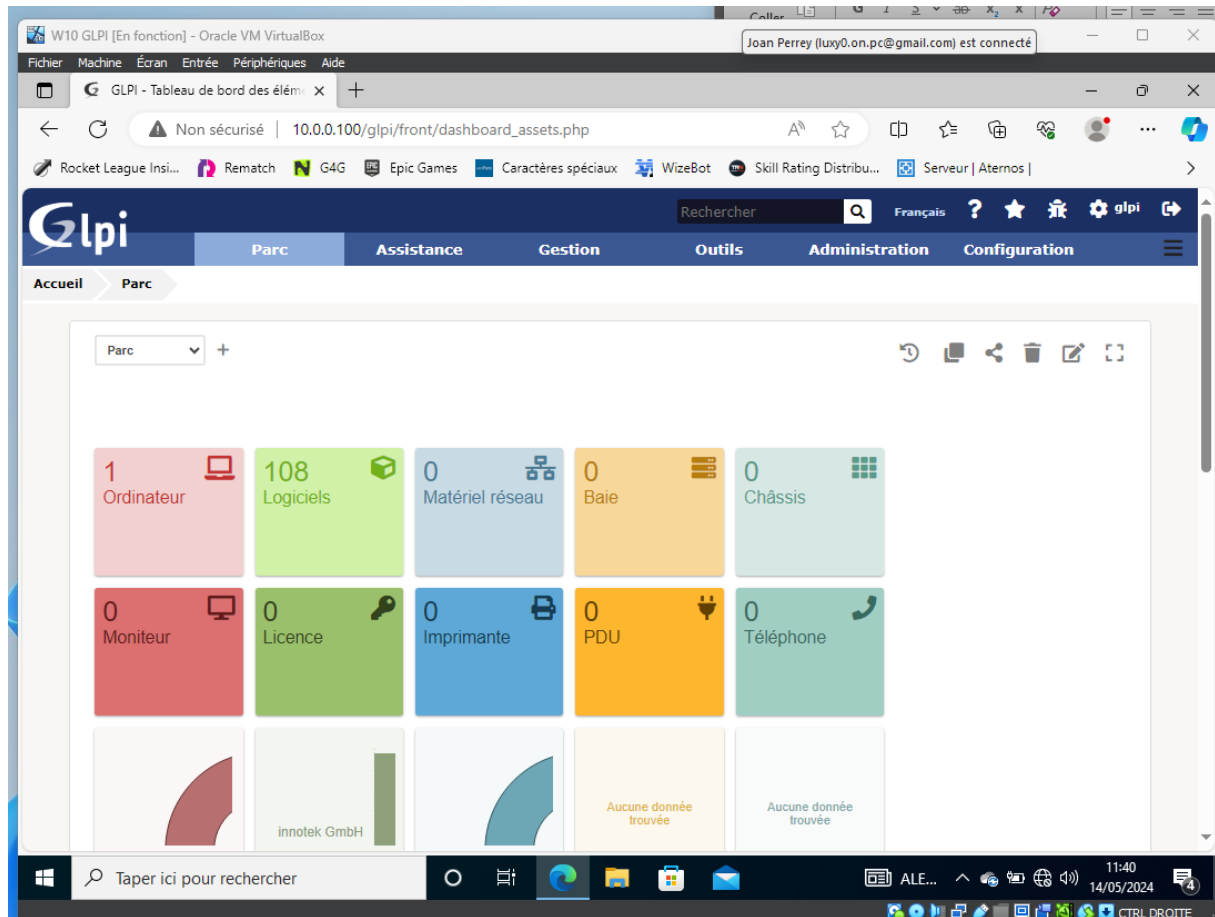 Coller
G I S ab X₂ X
W10 GLPI [En fonction] - Oracle VM VirtualBox
Joan Perrey (luxy0.on.pc@gmail.com) est connecté
Fichier Machine Écran Entrée Périphériques Aide
GLPI - Tableau de bord des élém
Non sécurisé | 10.0.0.100/glpi/front/dashboard_assets.php
Rocket League Insi... Rematch G4G Epic Games Caractères spéciaux WizeBot Skill Rating Distribu... Serveur | Aternos |
Glpi
Rechercher Français ? glpi
Parc Assistance Gestion Outils Administration Configuration
Accueil Parc
Parc
1 108 0 0 0
Ordinateur Logiciels Matériel réseau Baie Châssis
0 0 0 0 0
Moniteur Licence Imprimante PDU Téléphone
Aucune donnée trouvée
Aucune donnée trouvée
innotek GmbH
Taper ici pour rechercher
ALE...
11:40
14/05/2024
4
CTRL DROITE